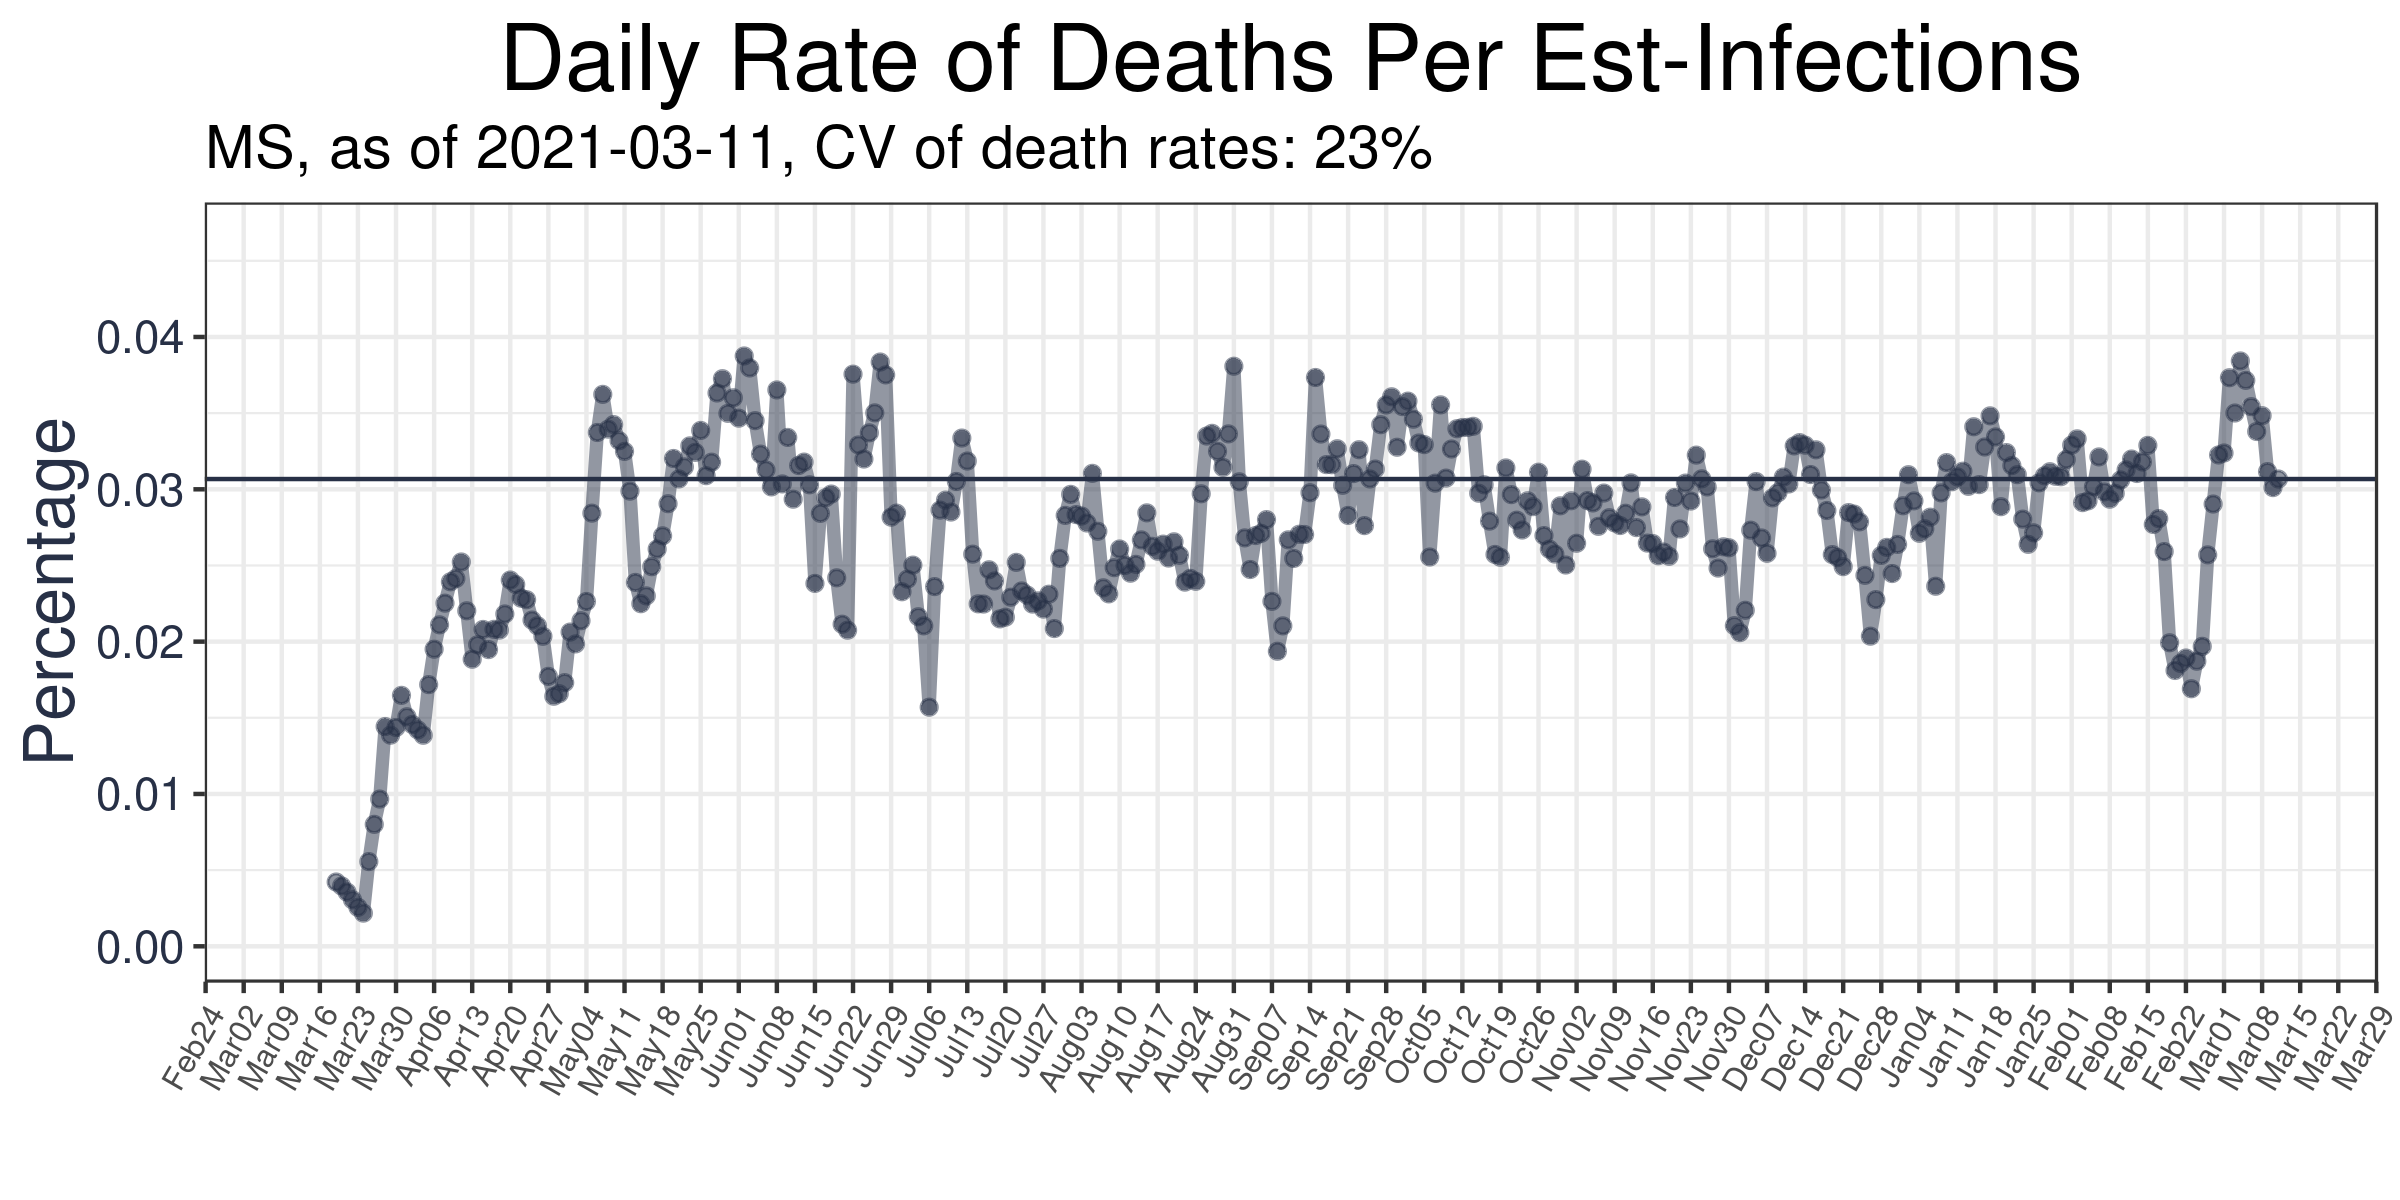 Daily Rate of Deaths Per Est-Infections
MS, as of 2021-03-11, CV of death rates: 23%
Percentage
0.04
0.03
0.02
0.01
0.00
Feb24
Mar02
Mar09
Mar16
Mar23
Mar30
Apr06
Apr13
Apr20
Apr27
May04
May11
May18
May25
Jun01
Jun08
Jun15
Jun22
Jun29
Jul06
Jul13
Jul20
Jul27
Aug03
Aug10
Aug17
Aug24
Aug31
Sep07
Sep14
Sep21
Sep28
Oct05
Oct12
Oct19
Oct26
Nov02
Nov09
Nov16
Nov23
Nov30
Dec07
Dec14
Dec21
Dec28
Jan04
Jan11
Jan18
Jan25
Feb01
Feb08
Feb15
Feb22
Mar01
Mar08
Mar15
Mar22
Mar29